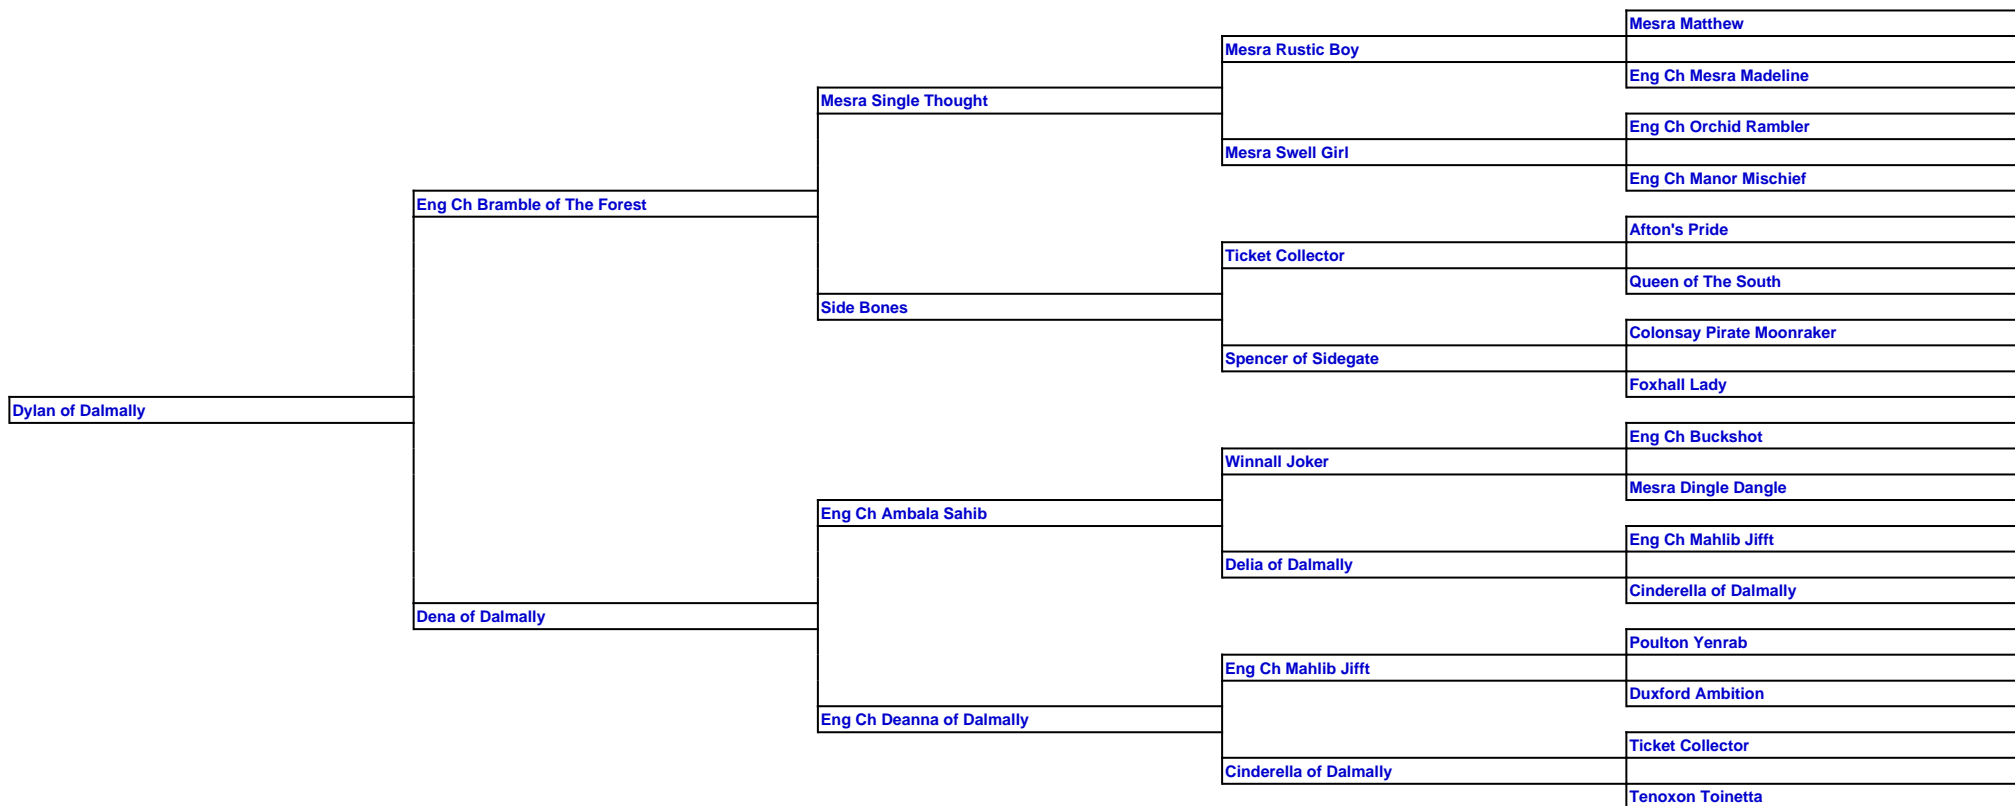 Mesra Matthew
Mesra Rustic Boy
Eng Ch Mesra Madeline
Mesra Single Thought
Eng Ch Orchid Rambler
Mesra Swell Girl
Eng Ch Manor Mischief
Eng Ch Bramble of The Forest
Afton's Pride
Ticket Collector
Queen of The South
Side Bones
Colonsay Pirate Moonraker
Spencer of Sidegate
Foxhall Lady
Dylan of Dalmally
Eng Ch Buckshot
Winnall Joker
Mesra Dingle Dangle
Eng Ch Ambala Sahib
Eng Ch Mahlib Jifft
Delia of Dalmally
Cinderella of Dalmally
Dena of Dalmally
Poulton Yenrab
Eng Ch Mahlib Jifft
Duxford Ambition
Eng Ch Deanna of Dalmally
Ticket Collector
Cinderella of Dalmally
Tenoxon Toinetta